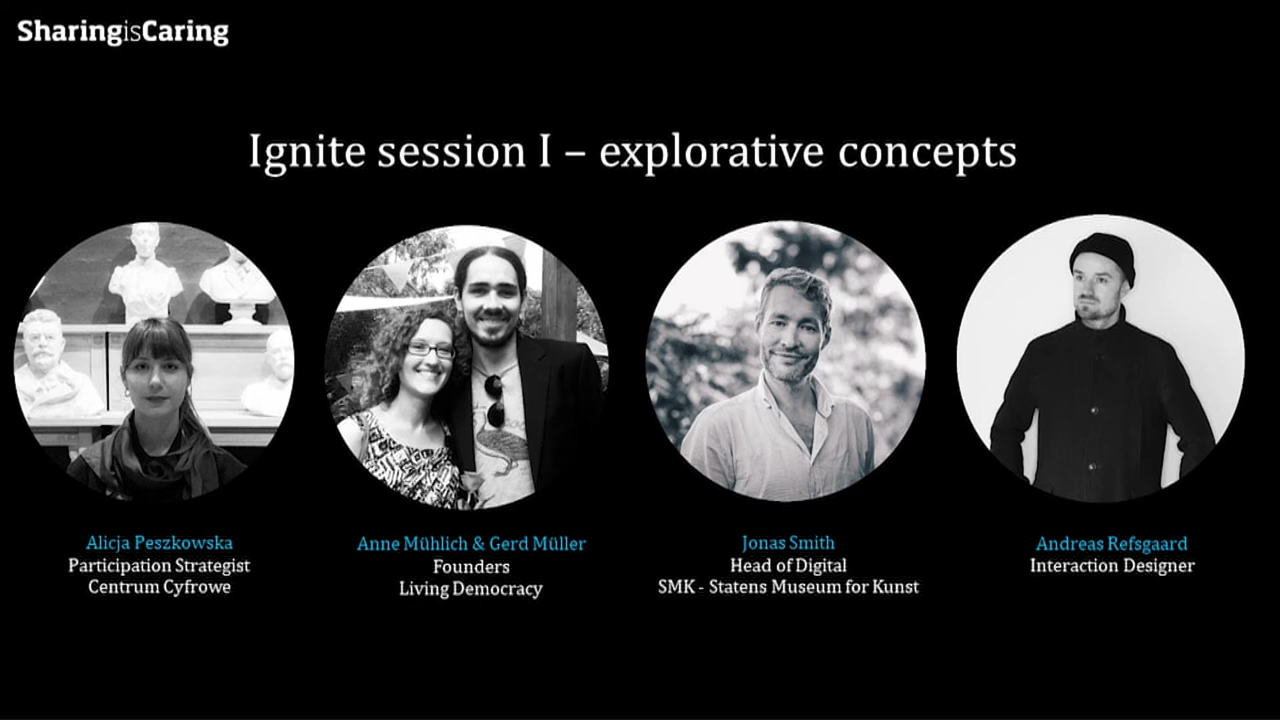 SharingisCaring
Ignite session I – explorative concepts
Alicja Peszkowska
Participation Strategist
Centrum Cyfrowe
Anne Mühlich & Gerd Müller
Founders
Living Democracy
Jonas Smith
Head of Digital
SMK - Statens Museum for Kunst
Andreas Refsgaard
Interaction Designer